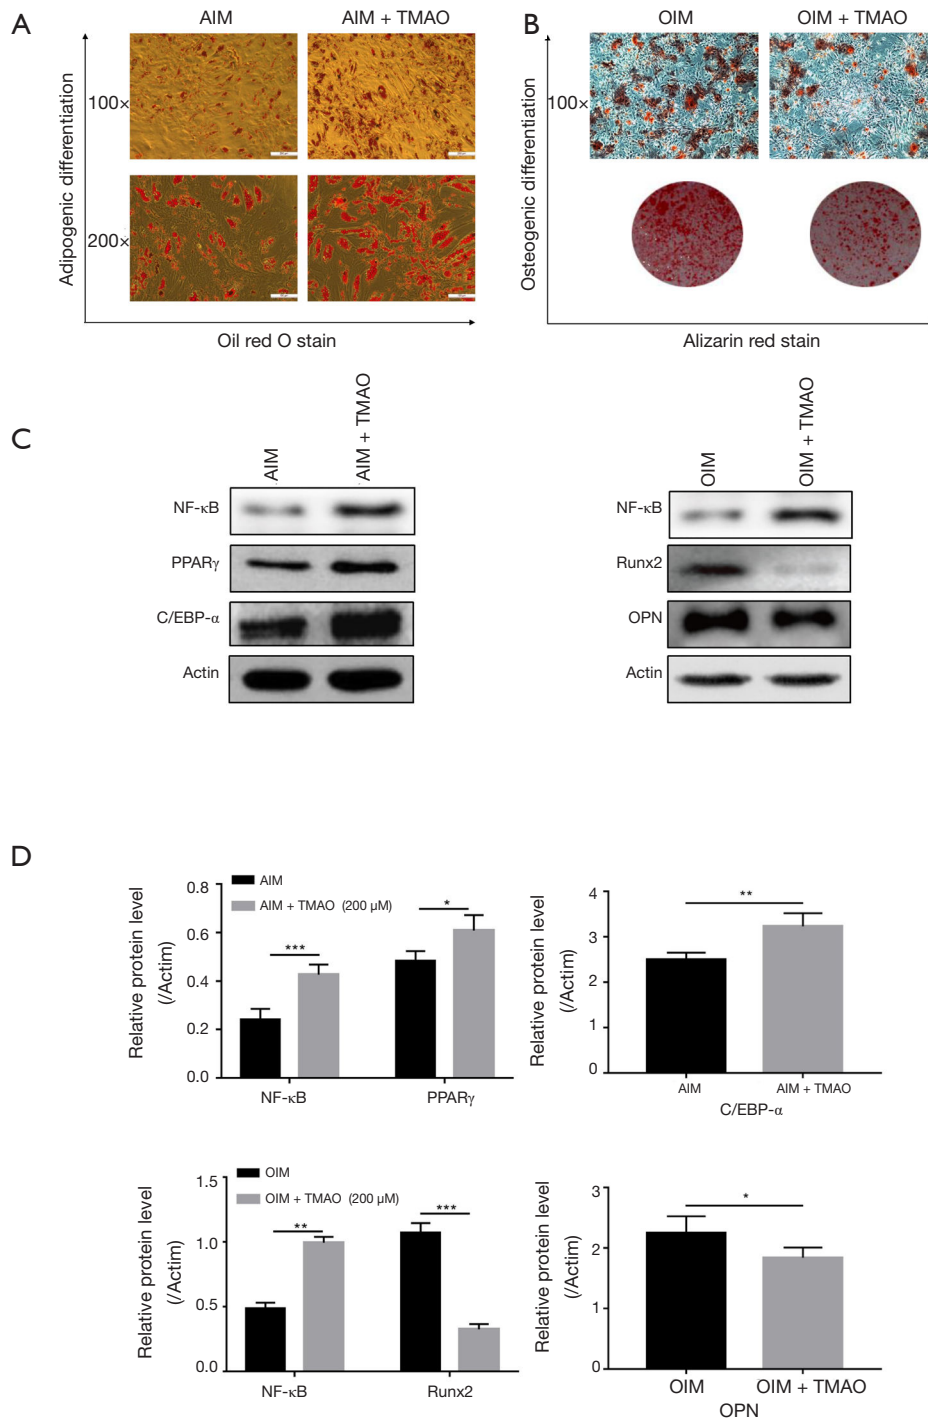 A
AIM
AIM + TMAO
Adipogenic differentiation
100×
200×
Oil red O stain
B
OIM
OIM + TMAO
Osteogenic differentiation
100×
Alizarin red stain
C
AIM
AIM + TMAO
NF-κB
PPARγ
C/EBP-α
Actin
OIM
OIM + TMAO
NF-κB
Runx2
OPN
Actin
D
Relative protein level
(/Actim)
0.8
0.6
0.4
0.2
0.0
AIM
AIM + TMAO (200 μM)
***
*
NF-κB
PPARγ
Relative protein level
(/Actim)
4
3
2
1
0
**
AIM
AIM + TMAO
C/EBP-α
Relative protein level
(/Actim)
1.5
1.0
0.5
0.0
OIM
OIM + TMAO (200 μM)
**
***
NF-κB
Runx2
Relative protein level
(/Actim)
3
2
1
0
*
OIM
OIM + TMAO
OPN